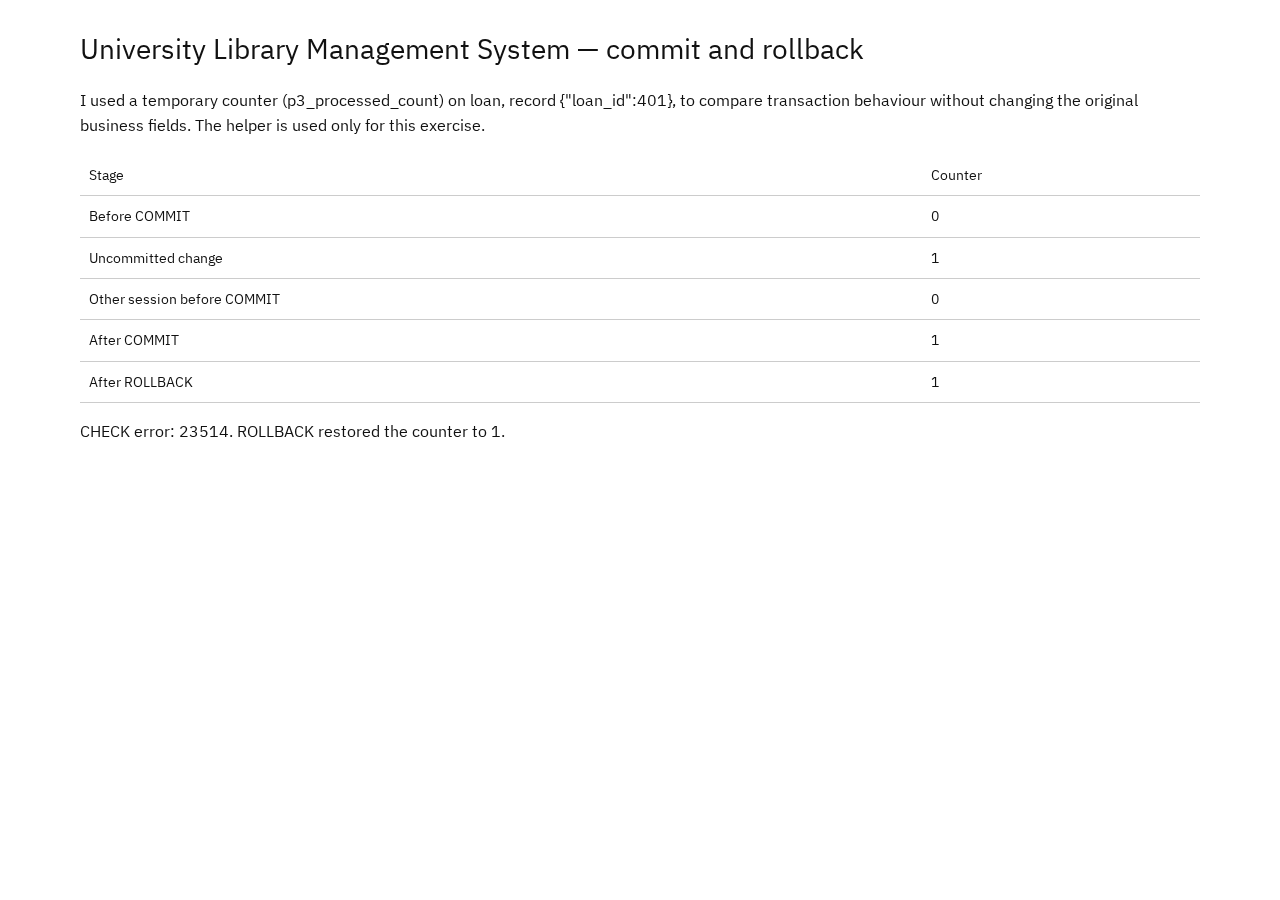 University Library Management System — commit and rollback
I used a temporary counter (p3_processed_count) on loan, record {"loan_id":401}, to compare transaction behaviour without changing the original
business fields. The helper is used only for this exercise.
Stage Counter
Before COMMIT 0
Uncommitted change 1
Other session before COMMIT 0
After COMMIT 1
After ROLLBACK 1
CHECK error: 23514. ROLLBACK restored the counter to 1.